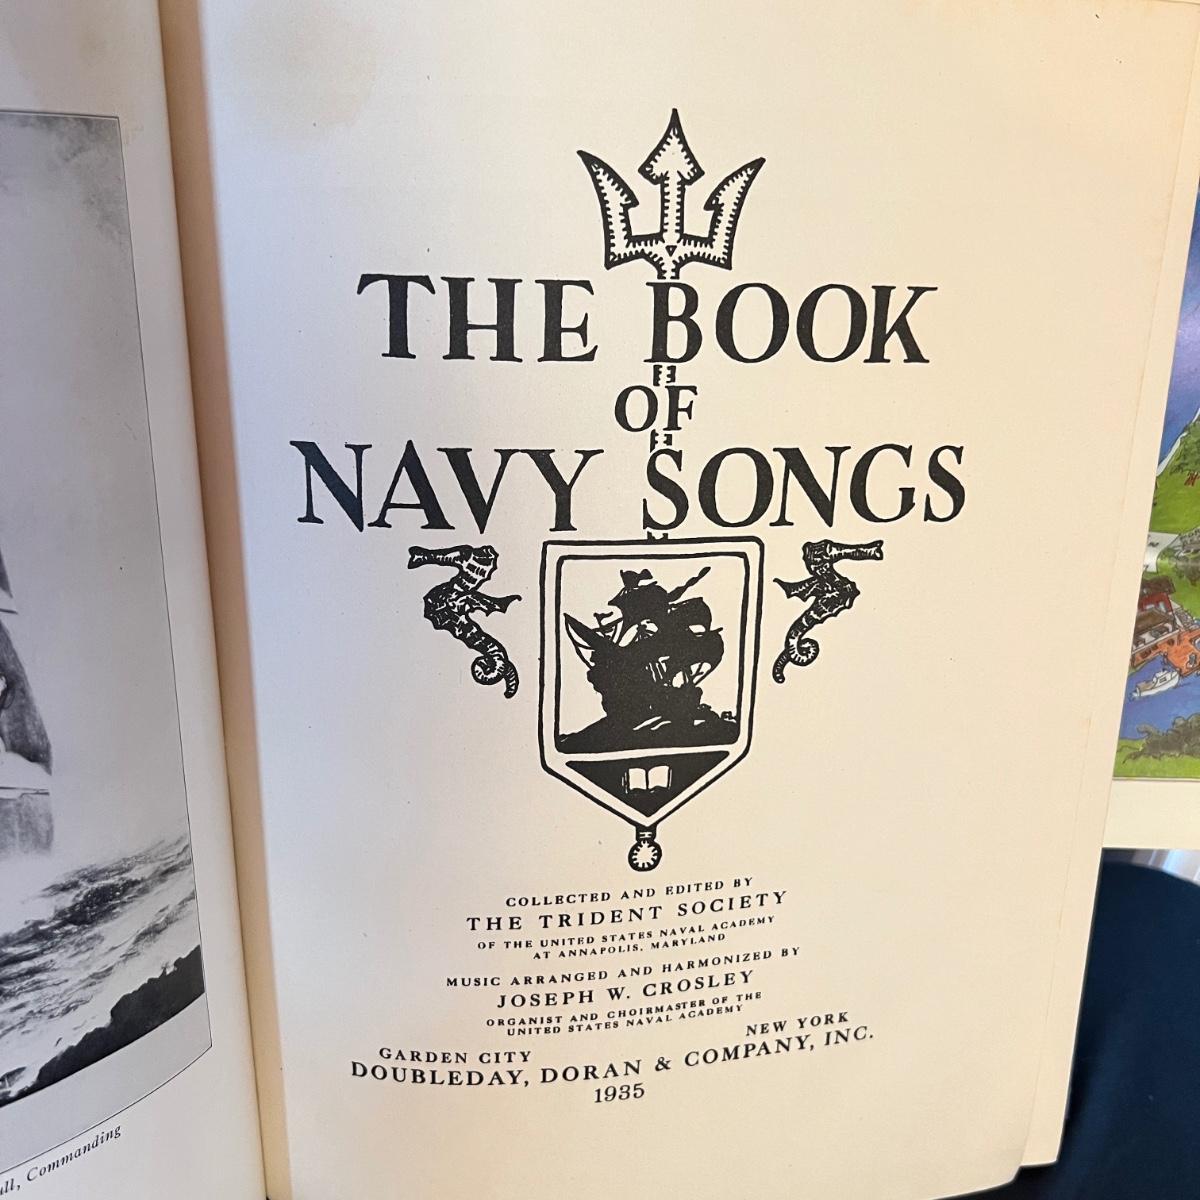 THE BOOK
OF
NAVY SONGS
COLLECTED AND EDITED BY
THE TRIDENT SOCIETY
OF THE UNITED STATES NAVAL ACADEMY
AT ANNAPOLIS, MARYLAND
MUSIC ARRANGED AND HARMONIZED BY
JOSEPH W. CROSLEY
ORGANIST AND CHOIRMASTER OF THE
UNITED STATES NAVAL ACADEMY
GARDEN CITY NEW YORK
DOUBLEDAY, DORAN & COMPANY, INC.
1935
Commanding